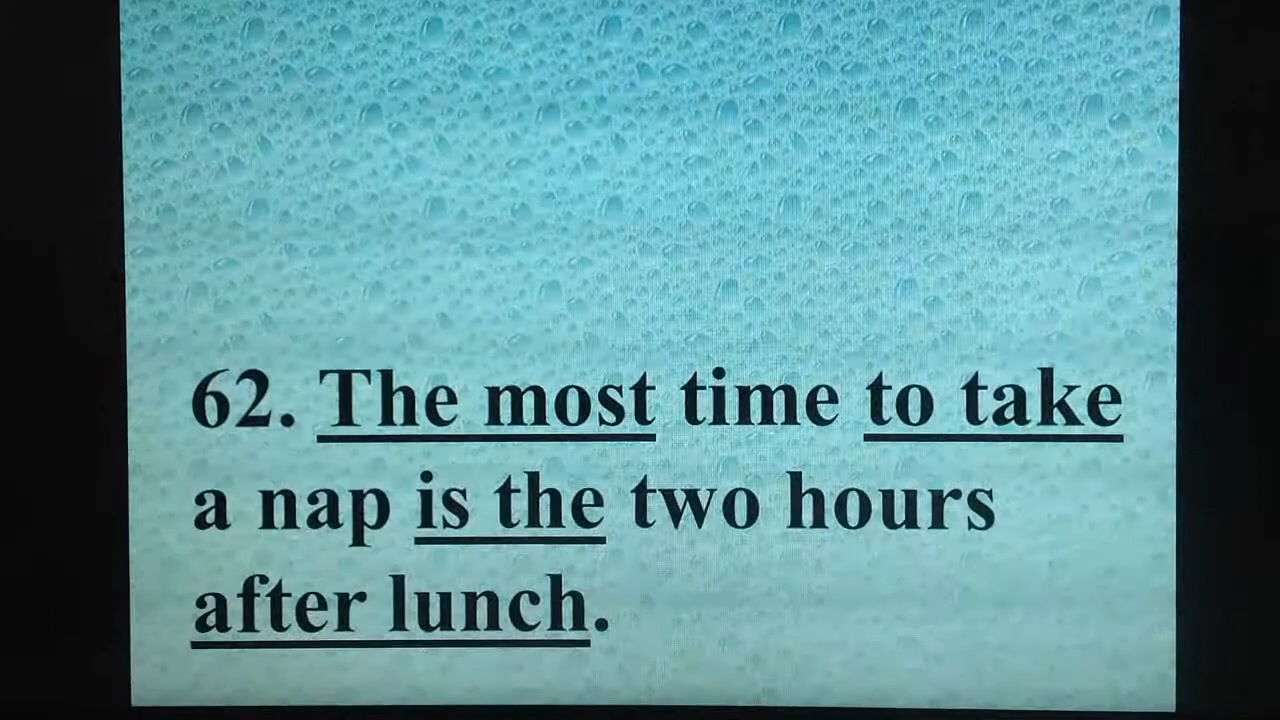 62. The most time to take
a nap is the two hours
after lunch.